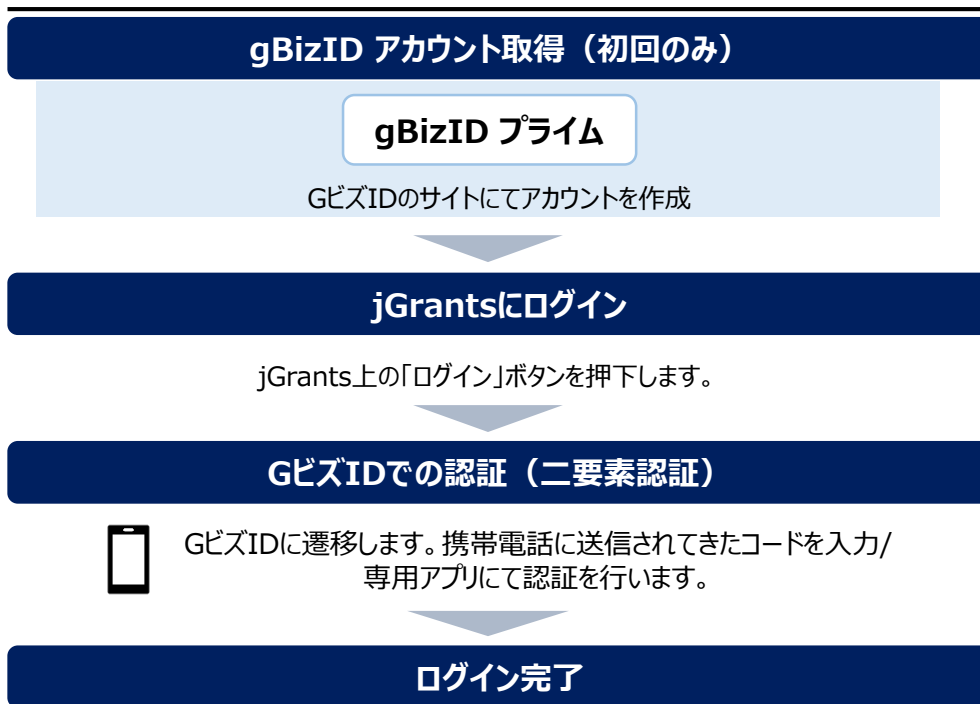 gBizID アカウント取得（初回のみ）
gBizID プライム
GビズIDのサイトにてアカウントを作成
jGrantsにログイン
jGrants上の「ログイン」ボタンを押下します。
GビズIDでの認証（二要素認証）
GビズIDに遷移します。携帯電話に送信されてきたコードを入力/
専用アプリにて認証を行います。
ログイン完了